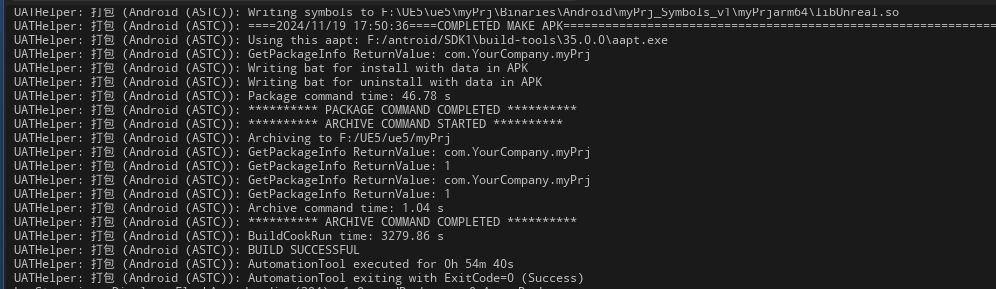 UATHelper: 打包 (Android (ASTC)): Writing symbols to F:\UE5\ue5\myPrj\Binaries\Android\myPrj_Symbols_v1\myPrjarm64\libUnreal.so
UATHelper: 打包 (Android (ASTC)): ====2024/11/19 17:50:36====COMPLETED MAKE APK==========================================================
UATHelper: 打包 (Android (ASTC)): Using this aapt: F:/antroid/SDK1\build-tools\35.0.0\aapt.exe
UATHelper: 打包 (Android (ASTC)): GetPackageInfo ReturnValue: com.YourCompany.myPrj
UATHelper: 打包 (Android (ASTC)): Writing bat for install with data in APK
UATHelper: 打包 (Android (ASTC)): Writing bat for uninstall with data in APK
UATHelper: 打包 (Android (ASTC)): Package command time: 46.78 s
UATHelper: 打包 (Android (ASTC)): ********** PACKAGE COMMAND COMPLETED **********
UATHelper: 打包 (Android (ASTC)): ********** ARCHIVE COMMAND STARTED **********
UATHelper: 打包 (Android (ASTC)): Archiving to F:/UE5/ue5/myPrj
UATHelper: 打包 (Android (ASTC)): GetPackageInfo ReturnValue: com.YourCompany.myPrj
UATHelper: 打包 (Android (ASTC)): GetPackageInfo ReturnValue: 1
UATHelper: 打包 (Android (ASTC)): GetPackageInfo ReturnValue: com.YourCompany.myPrj
UATHelper: 打包 (Android (ASTC)): GetPackageInfo ReturnValue: 1
UATHelper: 打包 (Android (ASTC)): Archive command time: 1.04 s
UATHelper: 打包 (Android (ASTC)): ********** ARCHIVE COMMAND COMPLETED **********
UATHelper: 打包 (Android (ASTC)): BuildCookRun time: 3279.86 s
UATHelper: 打包 (Android (ASTC)): BUILD SUCCESSFUL
UATHelper: 打包 (Android (ASTC)): AutomationTool executed for 0h 54m 40s
UATHelper: 打包 (Android (ASTC)): AutomationTool exiting with ExitCode=0 (Success)